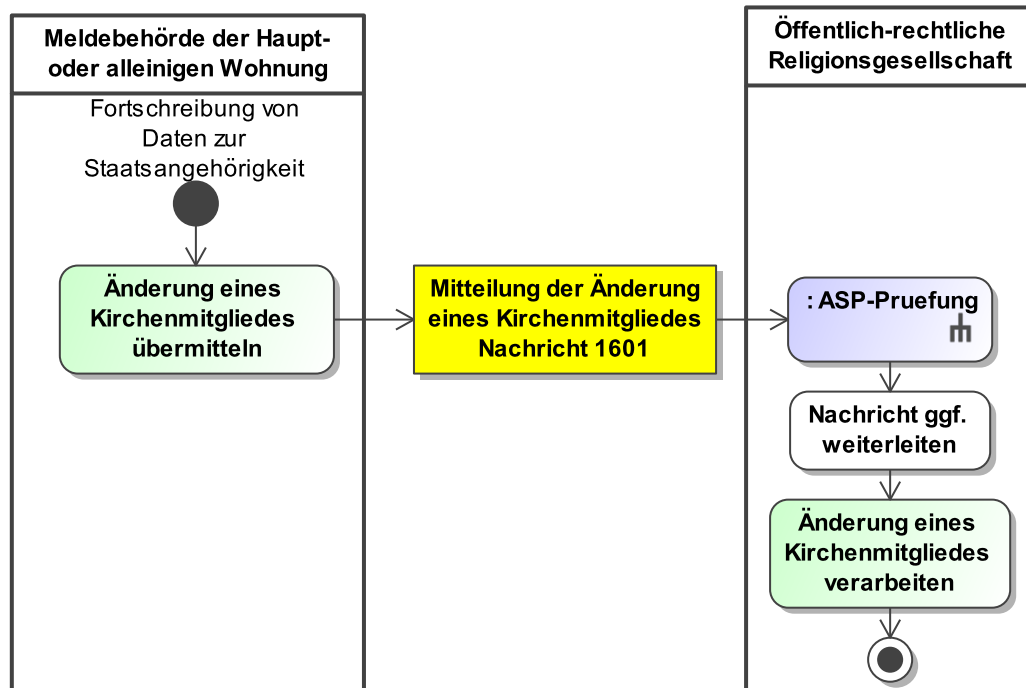 Meldebehörde der Haupt-
oder alleinigen Wohnung
Fortschreibung von
Daten zur
Staatsangehörigkeit
Änderung eines
Kirchenmitgliedes
übermitteln
Mitteilung der Änderung
eines Kirchenmitgliedes
Nachricht 1601
Öffentlich-rechtliche
Religionsgesellschaft
: ASP-Pruefung
Nachricht ggf.
weiterleiten
Änderung eines
Kirchenmitgliedes
verarbeiten